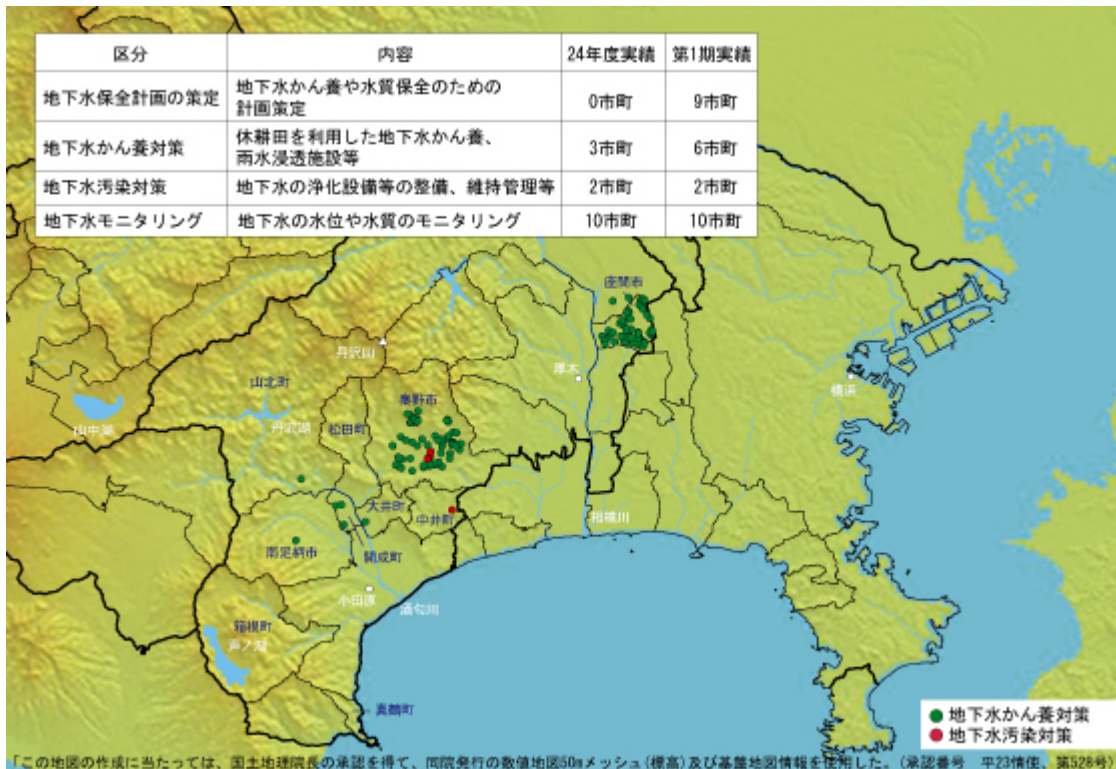 区分 内容 24年度実績 第1期実績
地下水保全計画の策定 地下水かん養や水質保全のための
計画策定 0市町 9市町
地下水かん養対策 休耕田を利用した地下水かん養、
雨水浸透施設等 3市町 6市町
地下水汚染対策 地下水の浄化設備等の整備、維持管理等 2市町 2市町
地下水モニタリング 地下水の水位や水質のモニタリング 10市町 10市町
座間市
丹沢山
厚木
山北町
秦野市
横浜
山中湖
丹沢湖
松田町
大井町
中井町
相模川
南足柄市
開成町
小田原
酒匂川
箱根町
芦ノ湖
真鶴町
地下水かん養対策
地下水汚染対策
「この地図の作成に当たっては、国土地理院長の承認を得て、同院発行の数値地図50mメッシュ(標高)及び基盤地図情報を使用した。(承認番号 平23情使、第528号)